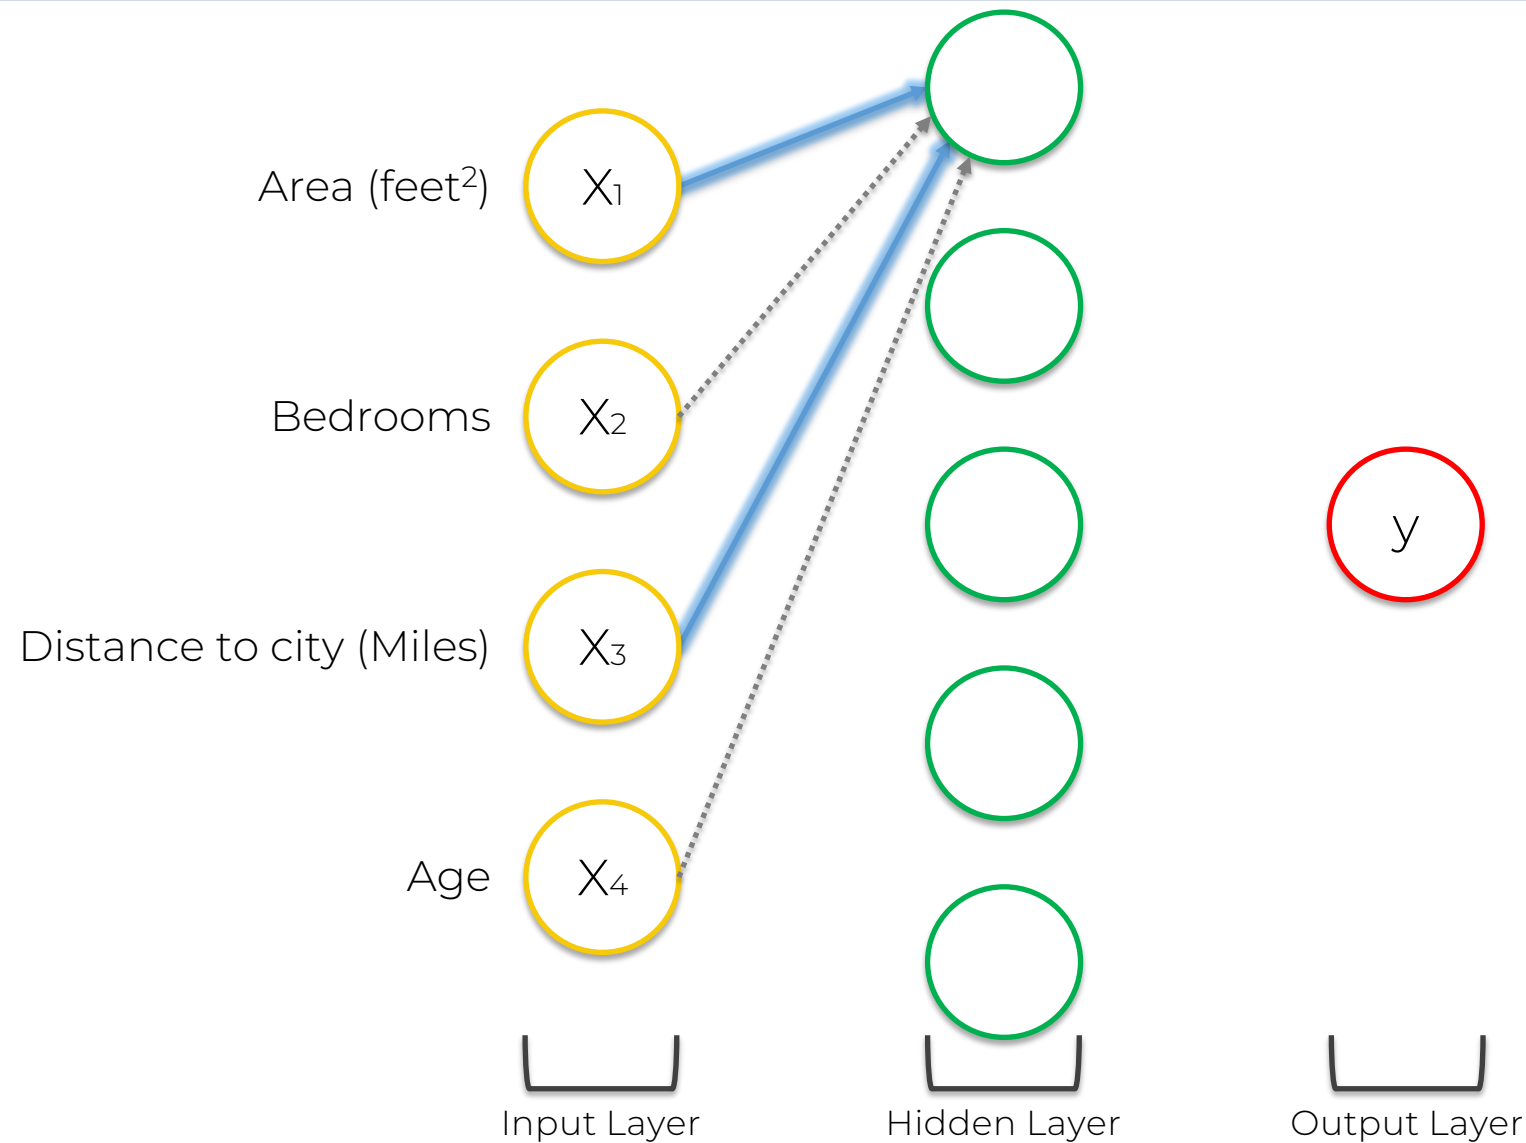 Area (feet²)
X₁
Bedrooms
X₂
Distance to city (Miles)
X₃
Age
X₄
y
Input Layer
Hidden Layer
Output Layer